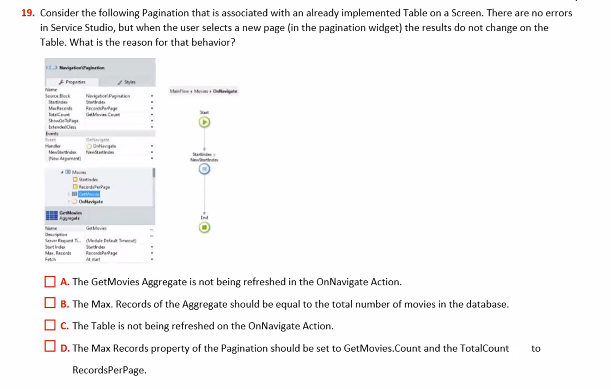 19. Consider the following Pagination that is associated with an already implemented Table on a Screen. There are no errors
in Service Studio, but when the user selects a new page (in the pagination widget) the results do not change on the
Table. What is the reason for that behavior?
Navigation\Pagination
Properties
Styles
Name
Source Block Navigation\Pagination
StartIndex StartIndex
MaxRecords RecordsPerPage
TotalCount GetMovies.Count
ShowGoToPage
ExtendedClass
Events
Event OnNavigate
Handler OnNavigate
NewStartIndex NewStartIndex
(New Argument)
Movies
StartIndex
RecordsPerPage
GetMovies
OnNavigate
GetMovies
Aggregate
Name GetMovies
Description
Server Request Ti... (Module Default Timeout)
Start Index StartIndex
Max. Records RecordsPerPage
Fetch At start
MainFlow ▸ Movies ▸ OnNavigate
Start
StartIndex =
NewStartIndex
End
A. The GetMovies Aggregate is not being refreshed in the OnNavigate Action.
B. The Max. Records of the Aggregate should be equal to the total number of movies in the database.
C. The Table is not being refreshed on the OnNavigate Action.
D. The Max Records property of the Pagination should be set to GetMovies.Count and the TotalCount to
RecordsPerPage.